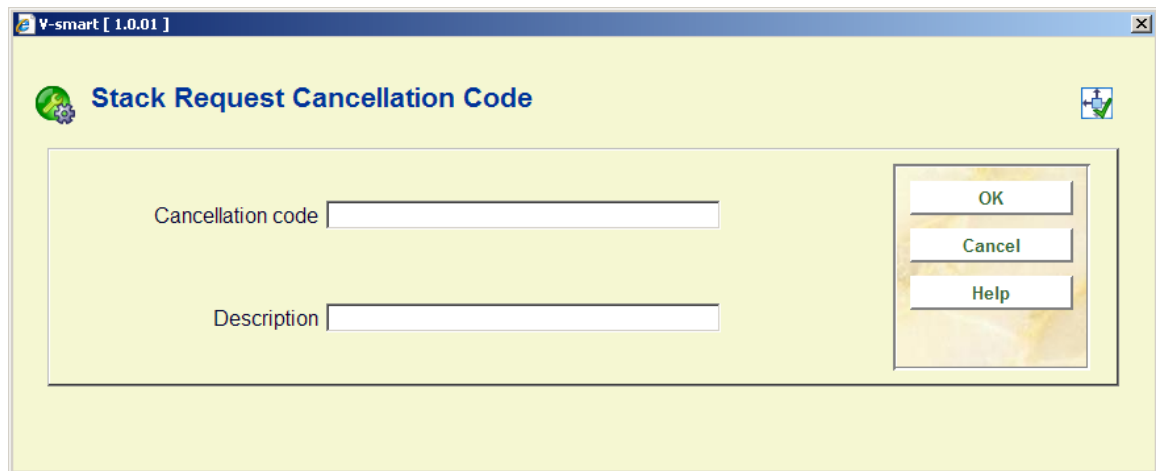 V-smart [ 1.0.01 ]
Stack Request Cancellation Code
Cancellation code
Description
OK
Cancel
Help